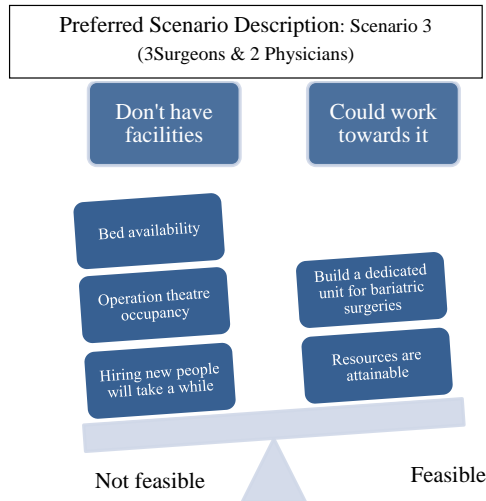 Preferred Scenario Description: Scenario 3
(3Surgeons & 2 Physicians)
Don't have
facilities
Could work
towards it
Bed availability
Operation theatre
occupancy
Hiring new people
will take a while
Build a dedicated
unit for bariatric
surgeries
Resources are
attainable
Not feasible
Feasible